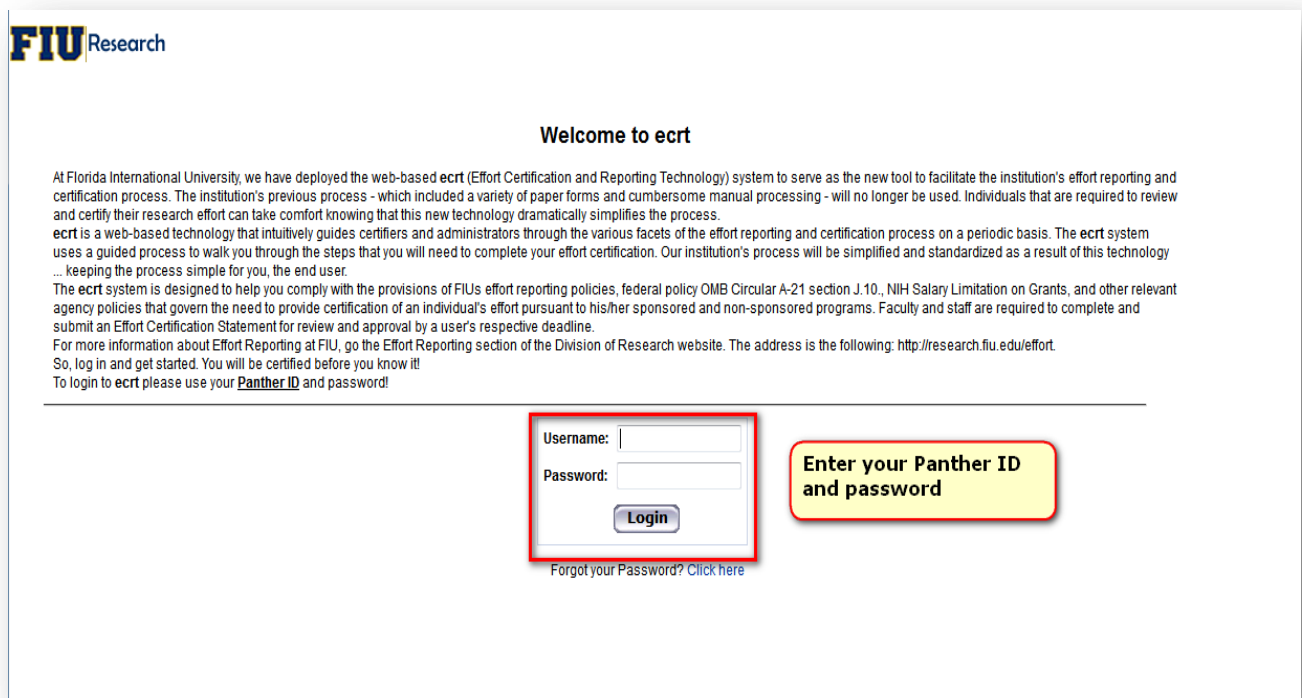 FIU Research
Welcome to ecrt
At Florida International University, we have deployed the web-based ecrt (Effort Certification and Reporting Technology) system to serve as the new tool to facilitate the institution's effort reporting and
certification process. The institution's previous process - which included a variety of paper forms and cumbersome manual processing - will no longer be used. Individuals that are required to review
and certify their research effort can take comfort knowing that this new technology dramatically simplifies the process.
ecrt is a web-based technology that intuitively guides certifiers and administrators through the various facets of the effort reporting and certification process on a periodic basis. The ecrt system
uses a guided process to walk you through the steps that you will need to complete your effort certification. Our institution's process will be simplified and standardized as a result of this technology
... keeping the process simple for you, the end user.
The ecrt system is designed to help you comply with the provisions of FIUs effort reporting policies, federal policy OMB Circular A-21 section J.10., NIH Salary Limitation on Grants, and other relevant
agency policies that govern the need to provide certification of an individual's effort pursuant to his/her sponsored and non-sponsored programs. Faculty and staff are required to complete and
submit an Effort Certification Statement for review and approval by a user's respective deadline.
For more information about Effort Reporting at FIU, go the Effort Reporting section of the Division of Research website. The address is the following: http://research.fiu.edu/effort.
So, log in and get started. You will be certified before you know it!
To login to ecrt please use your Panther ID and password!
Username:
Password:
Login
Enter your Panther ID
and password
Forgot your Password? Click here